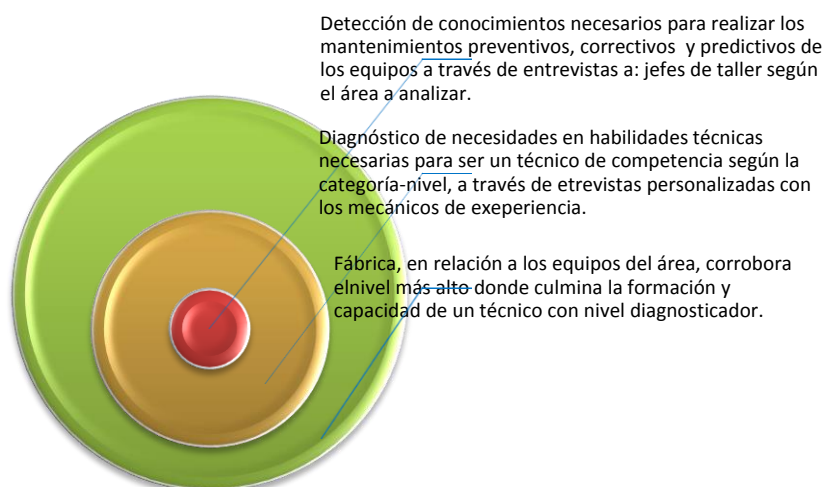 Detección de conocimientos necesarios para realizar los
mantenimientos preventivos, correctivos y predictivos de
los equipos a través de entrevistas a: jefes de taller según
el área a analizar.
Diagnóstico de necesidades en habilidades técnicas
necesarias para ser un técnico de competencia según la
categoría-nivel, a través de etrevistas personalizadas con
los mecánicos de exeperiencia.
Fábrica, en relación a los equipos del área, corrobora
elnivel más alto donde culmina la formación y
capacidad de un técnico con nivel diagnosticador.